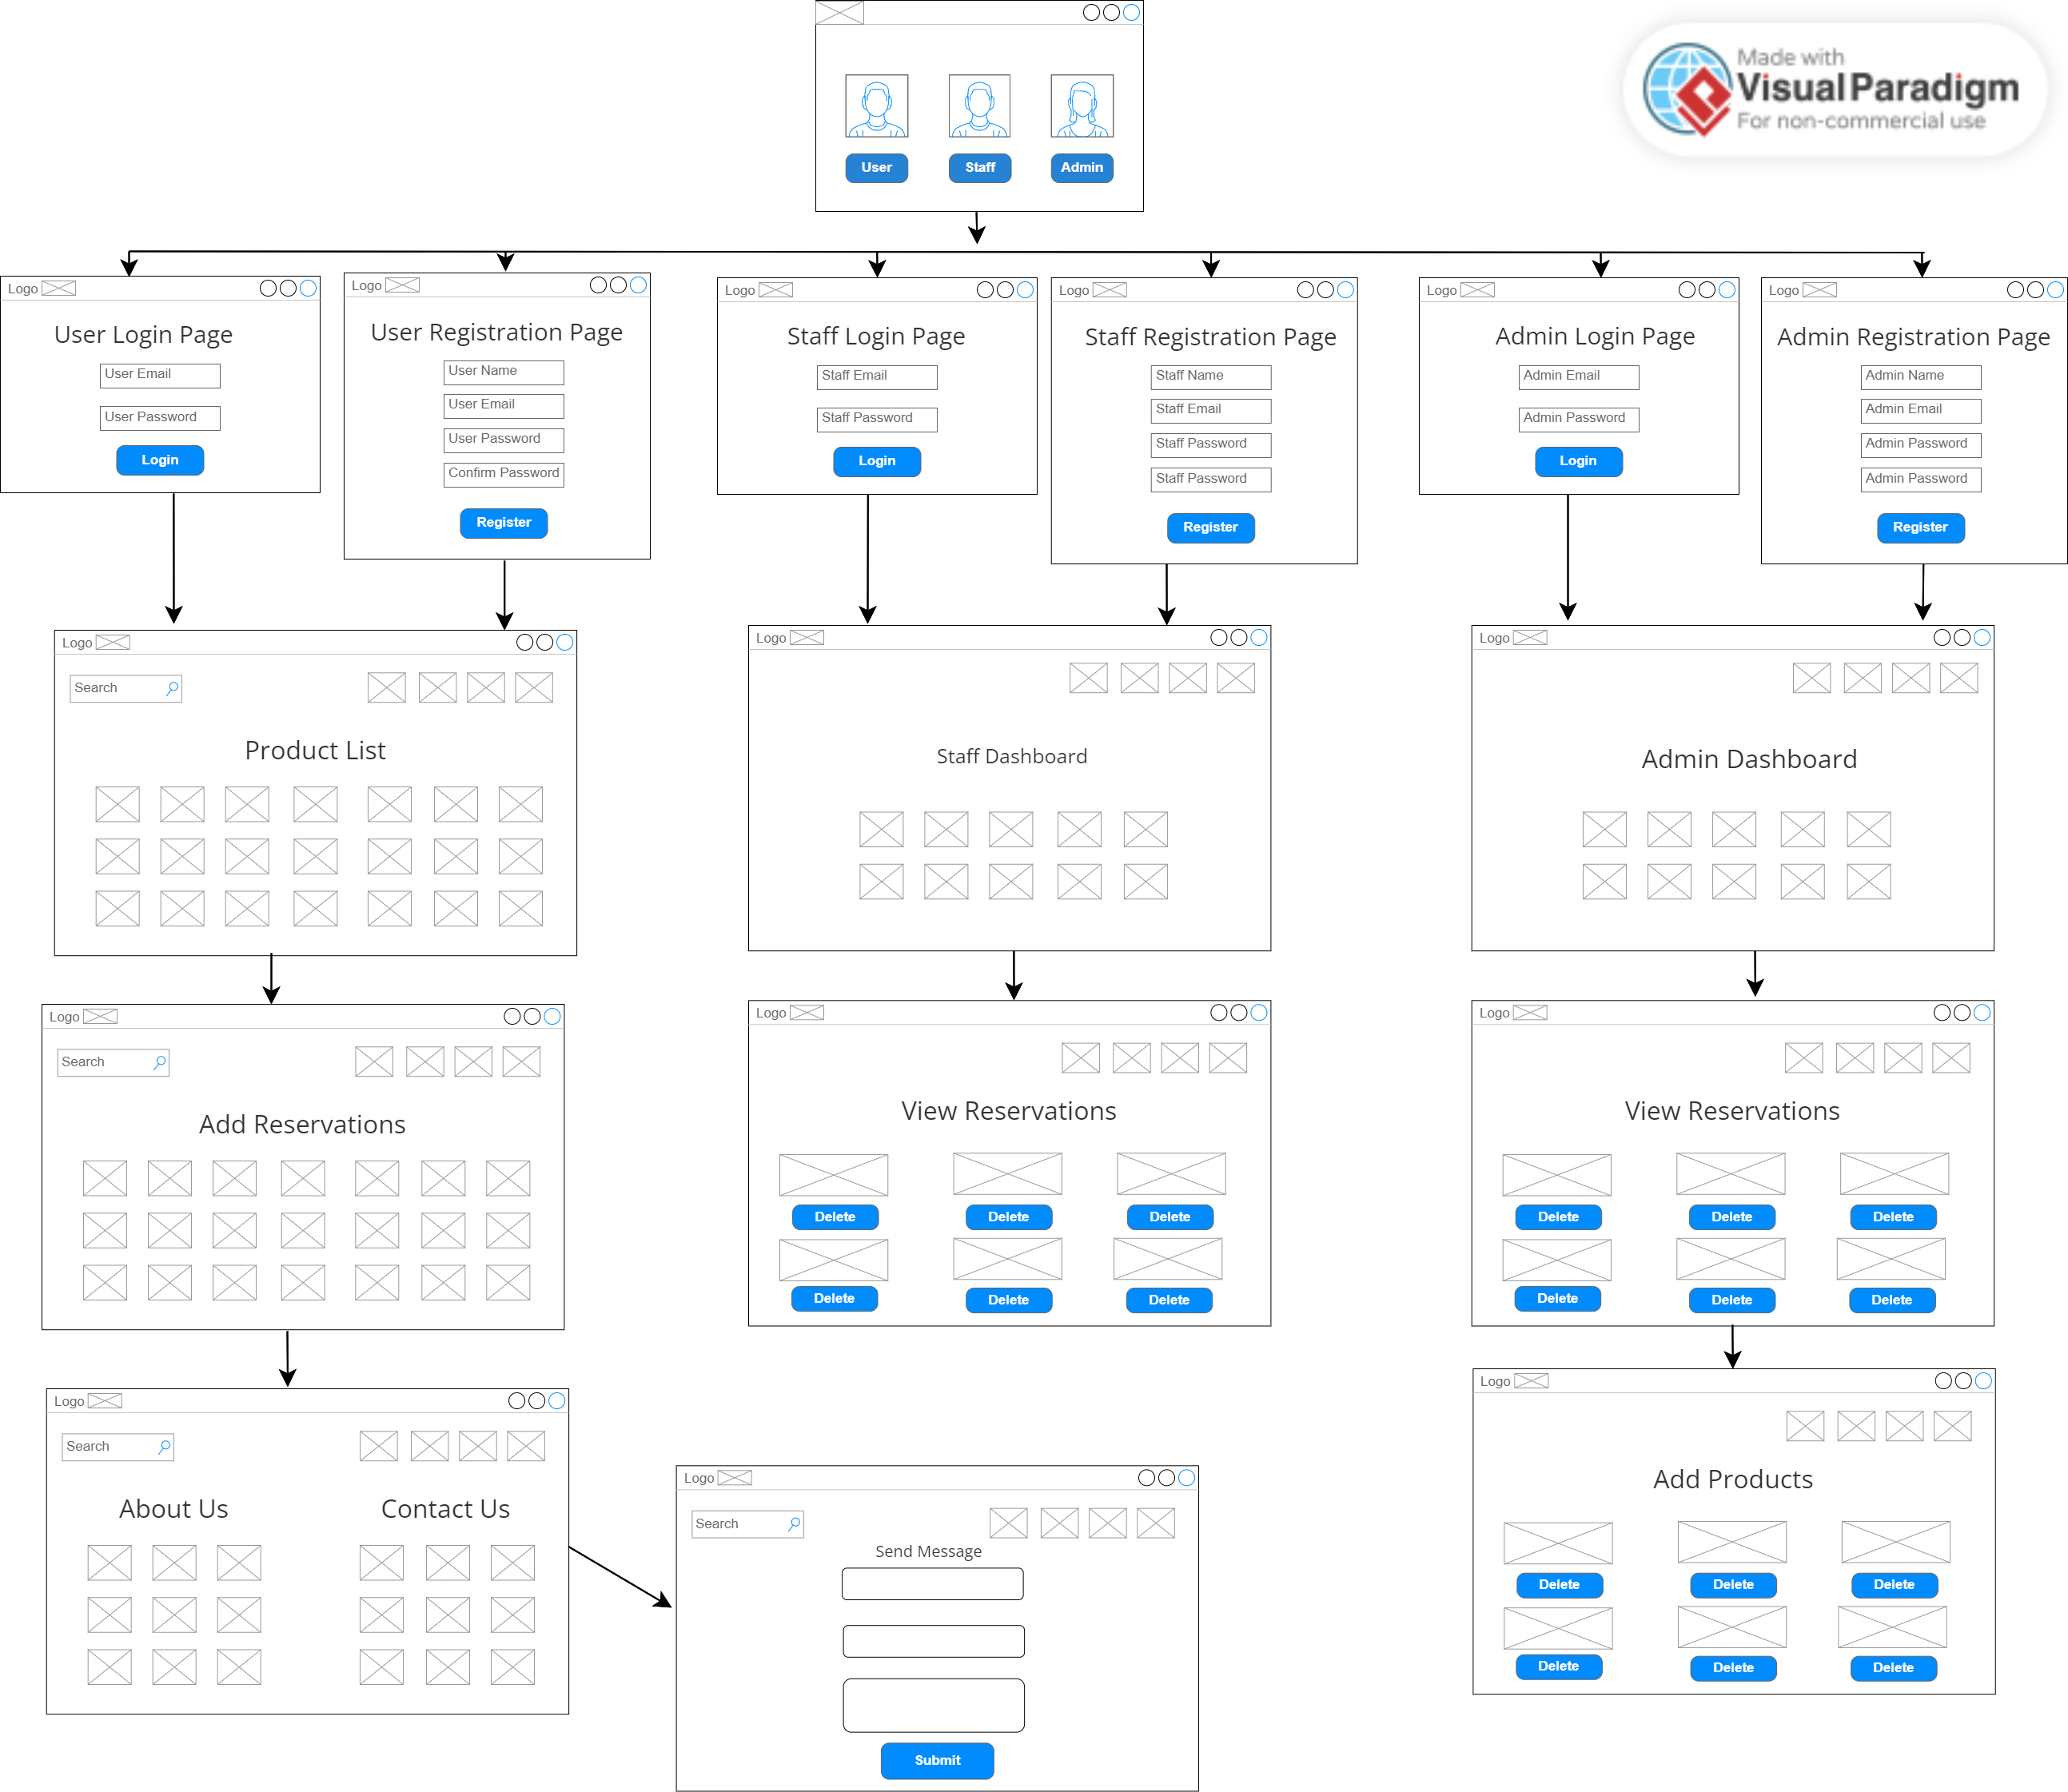 Made with
Visual Paradigm
For non-commercial use
User Staff Admin
Logo
User Login Page
User Email
User Password
Login
Logo
User Registration Page
User Name
User Email
User Password
Confirm Password
Register
Logo
Staff Login Page
Staff Email
Staff Password
Login
Logo
Staff Registration Page
Staff Name
Staff Email
Staff Password
Staff Password
Register
Logo
Admin Login Page
Admin Email
Admin Password
Login
Logo
Admin Registration Page
Admin Name
Admin Email
Admin Password
Admin Password
Register
Logo
Search
Product List
Logo
Staff Dashboard
Logo
Admin Dashboard
Logo
Search
Add Reservations
Logo
View Reservations
Delete Delete Delete
Delete Delete Delete
Logo
View Reservations
Delete Delete Delete
Delete Delete Delete
Logo
Search
About Us Contact Us
Logo
Search
Send Message
Submit
Logo
Add Products
Delete Delete Delete
Delete Delete Delete